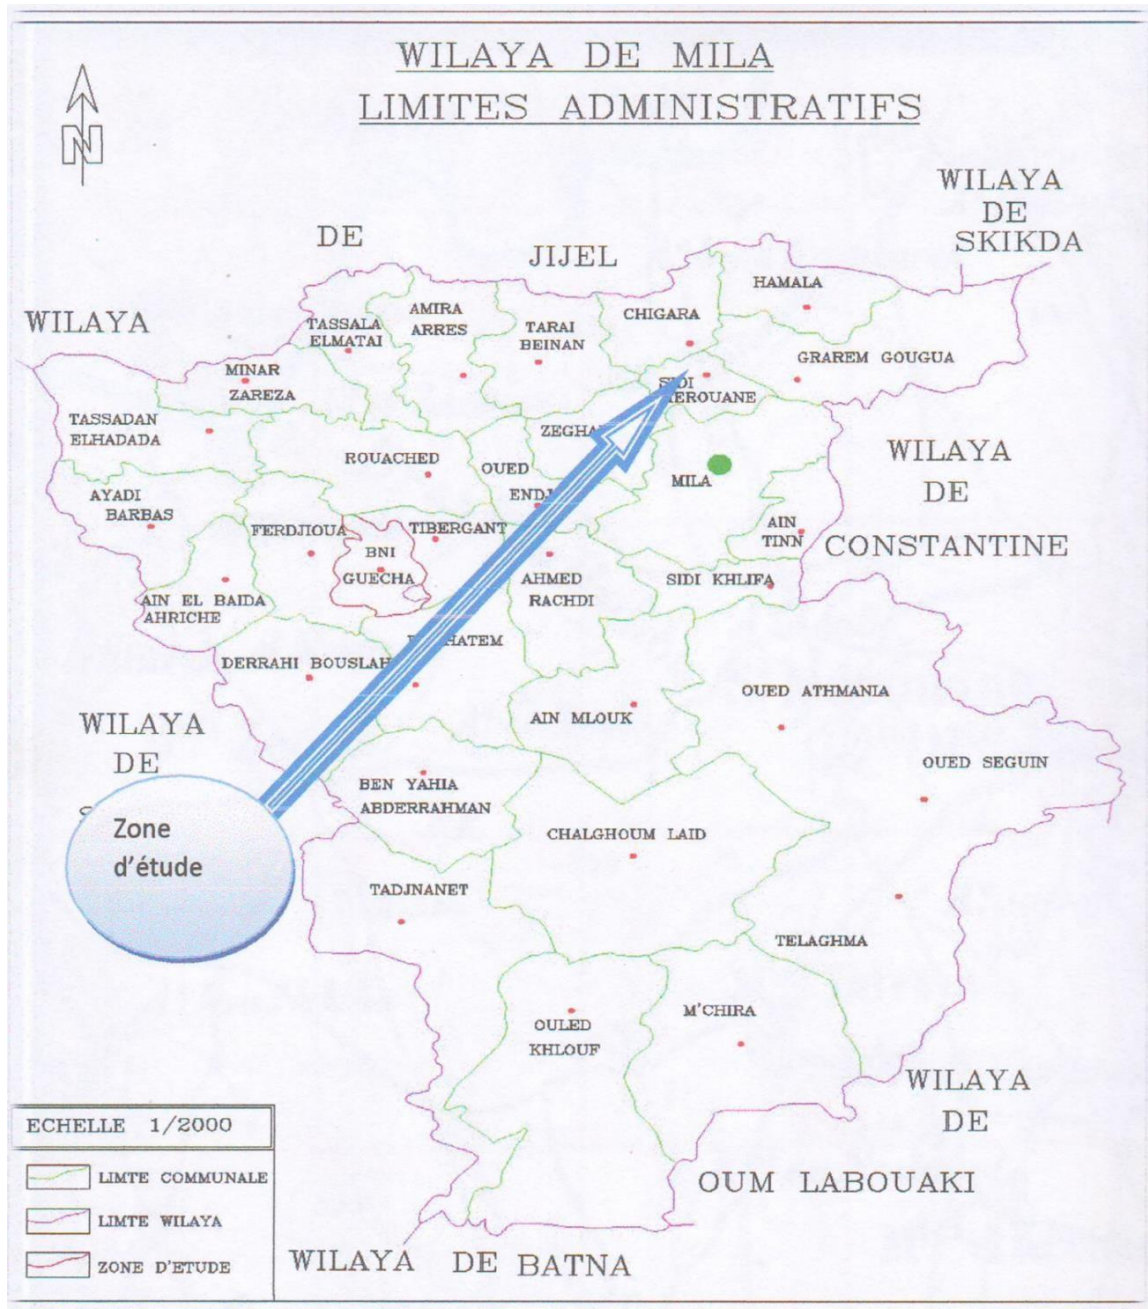 WILAYA DE MILA
LIMITES ADMINISTRATIFS
N
WILAYA
DE
SKIKDA
DE
JIJEL
WILAYA
HAMALA
AMIRA
ARRES
CHIGARA
TASSALA
ELMATAI
TARAI
BEINAN
GRAREM GOUGUA
MINAR
ZAREZA
TASSADAN
ELHADADA
ROUACHED
OUED
MILA
WILAYA
DE
CONSTANTINE
AYADI
BARBAS
FERDJIOUA
TIBERGANT
AIN
TINN
BNI
GUECHA
AHMED
RACHDI
SIDI KHLIFA
AIN EL BAIDA
AHRICHE
HATEM
DERRAHI BOUSLAH
OUED ATHMANIA
AIN MLOUK
WILAYA
DE
OUED SEGUIN
BEN YAHIA
ABDERRAHMAN
Zone
d'étude
CHALGHOUM LAID
TADJNANET
TELAGHMA
M'CHIRA
OULED
KHLOUF
WILAYA
DE
OUM LABOUAKI
ECHELLE 1/2000
LIMTE COMMUNALE
LIMTE WILAYA
ZONE D'ETUDE
WILAYA DE BATNA